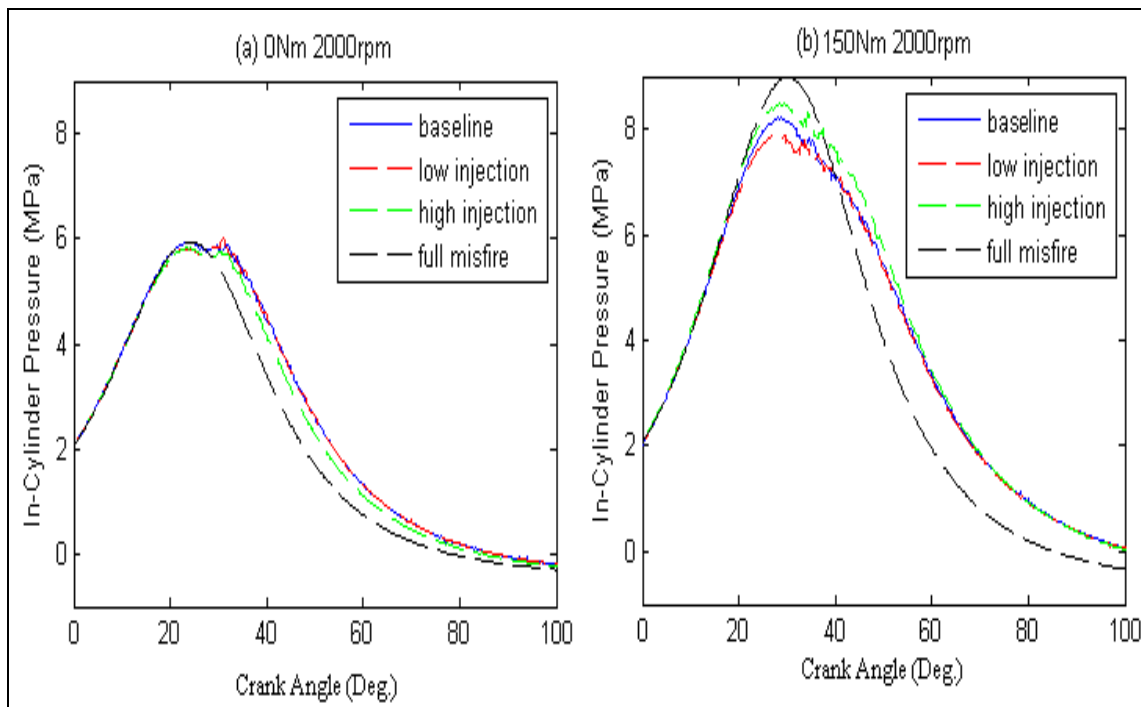 (a) 0Nm 2000rpm
In-Cylinder Pressure (MPa)
8
6
4
2
0
baseline
low injection
high injection
full misfire
0 20 40 60 80 100
Crank Angle (Deg.)
(b) 150Nm 2000rpm
In-Cylinder Pressure (MPa)
8
6
4
2
0
baseline
low injection
high injection
full misfire
0 20 40 60 80 100
Crank Angle (Deg.)